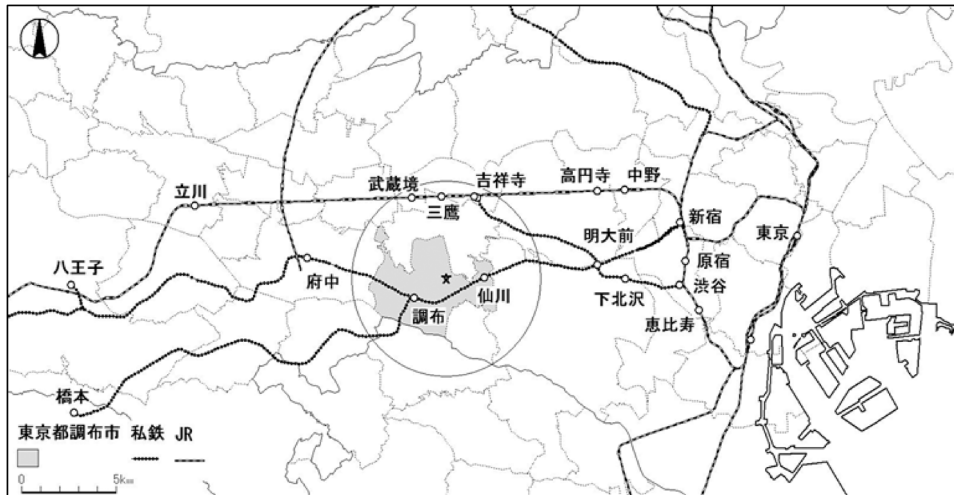 武蔵境
吉祥寺
高円寺
中野
立川
三鷹
新宿
明大前
東京
八王子
原宿
府中
仙川
下北沢
渋谷
調布
恵比寿
橋本
東京都調布市 私鉄 JR
0 5km